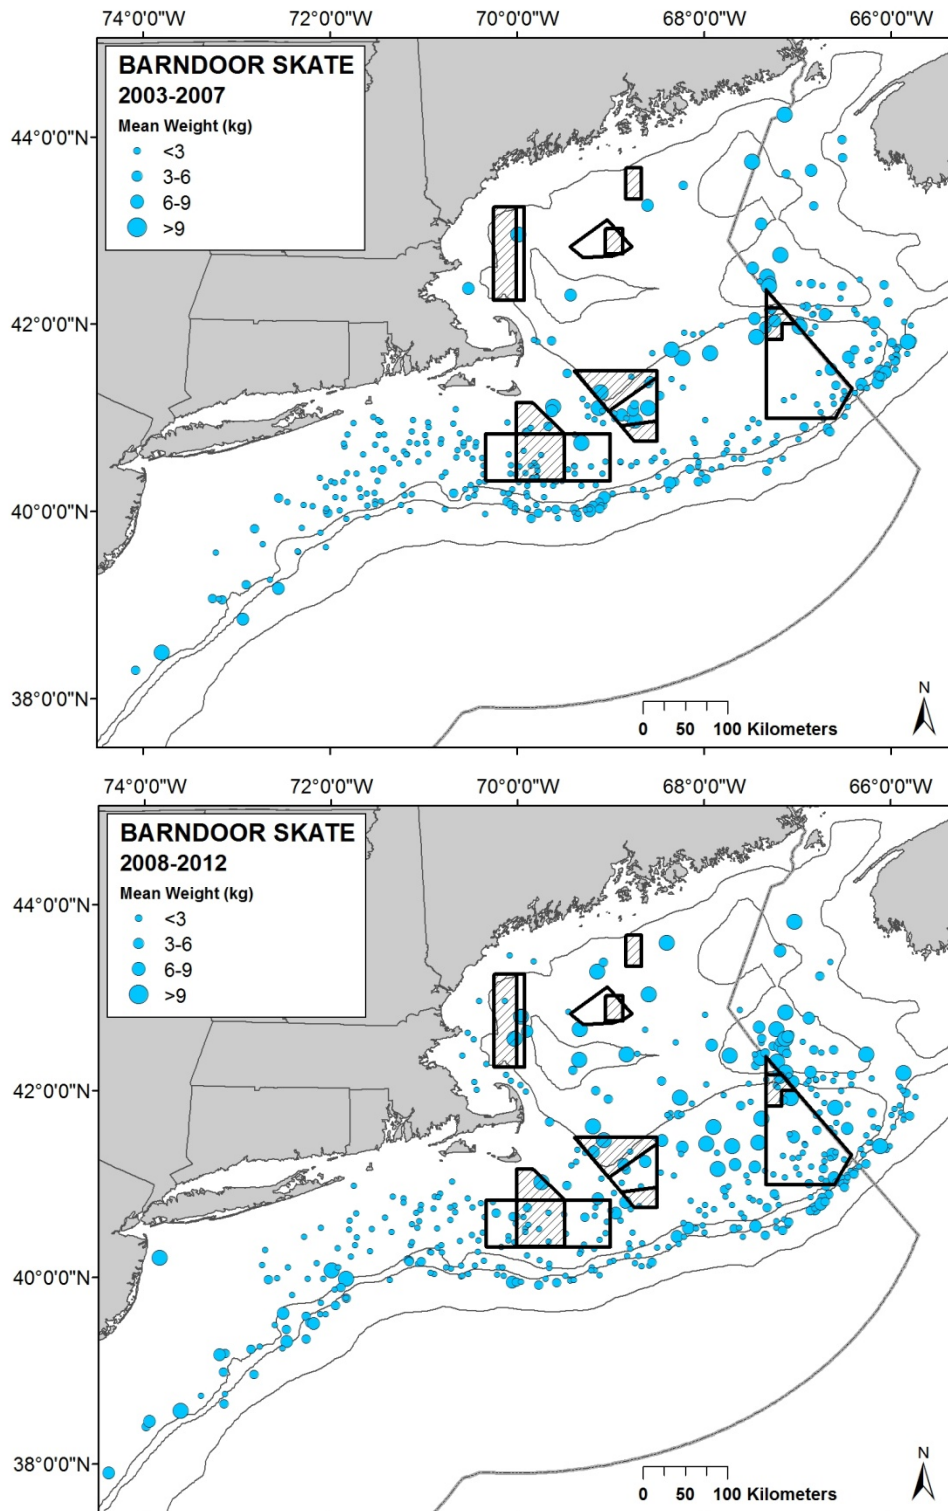 74°0'0"W 72°0'0"W 70°0'0"W 68°0'0"W 66°0'0"W
BARNDOOR SKATE
2003-2007
Mean Weight (kg)
<3
3-6
6-9
>9
44°0'0"N
42°0'0"N
40°0'0"N
38°0'0"N
N
0 50 100 Kilometers
74°0'0"W 72°0'0"W 70°0'0"W 68°0'0"W 66°0'0"W
BARNDOOR SKATE
2008-2012
Mean Weight (kg)
<3
3-6
6-9
>9
44°0'0"N
42°0'0"N
40°0'0"N
38°0'0"N
N
0 50 100 Kilometers